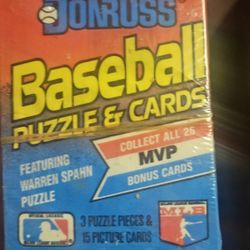 DONRUSS
Baseball
PUZZLE & CARDS
COLLECT ALL 26
MVP
BONUS CARDS
FEATURING
WARREN SPAHN
PUZZLE
3 PUZZLE PIECES &
15 PICTURE CARDS